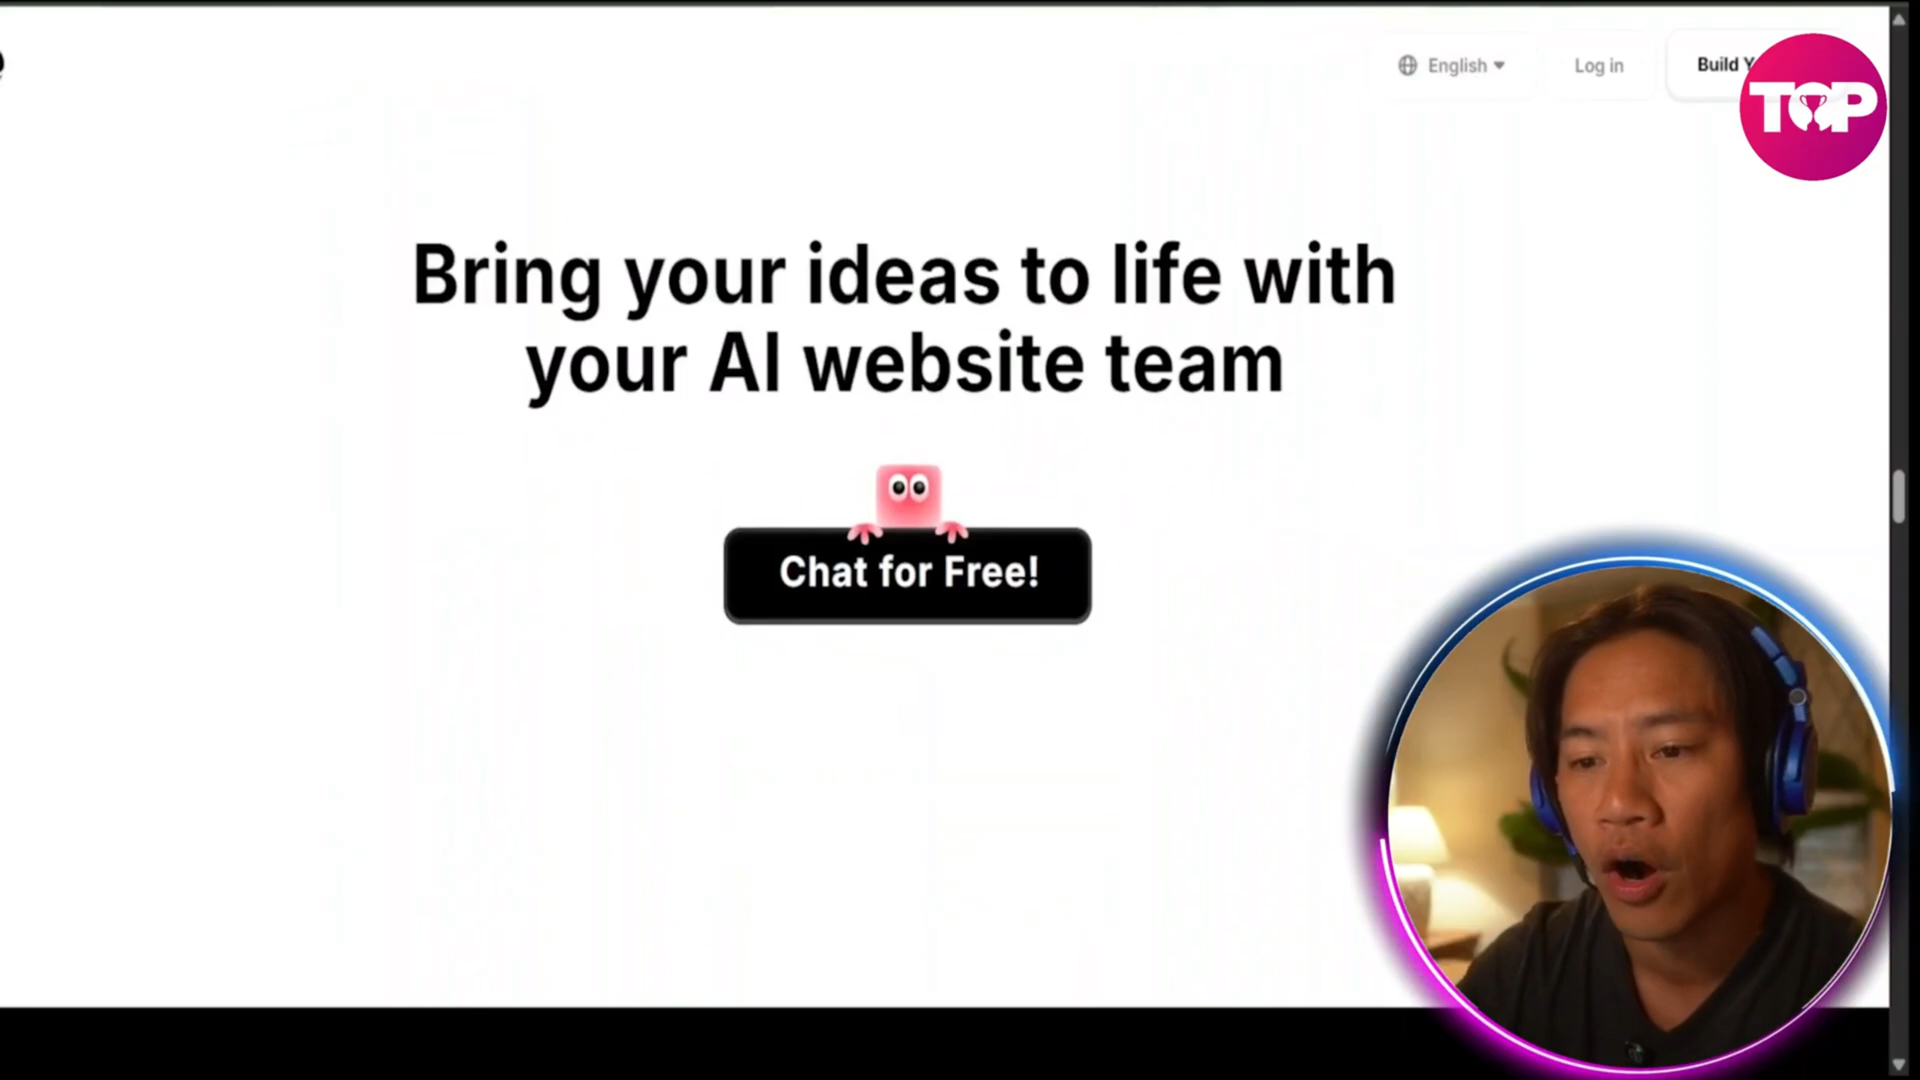 English
Log in
Build
TOP
Bring your ideas to life with
your AI website team
Chat for Free!